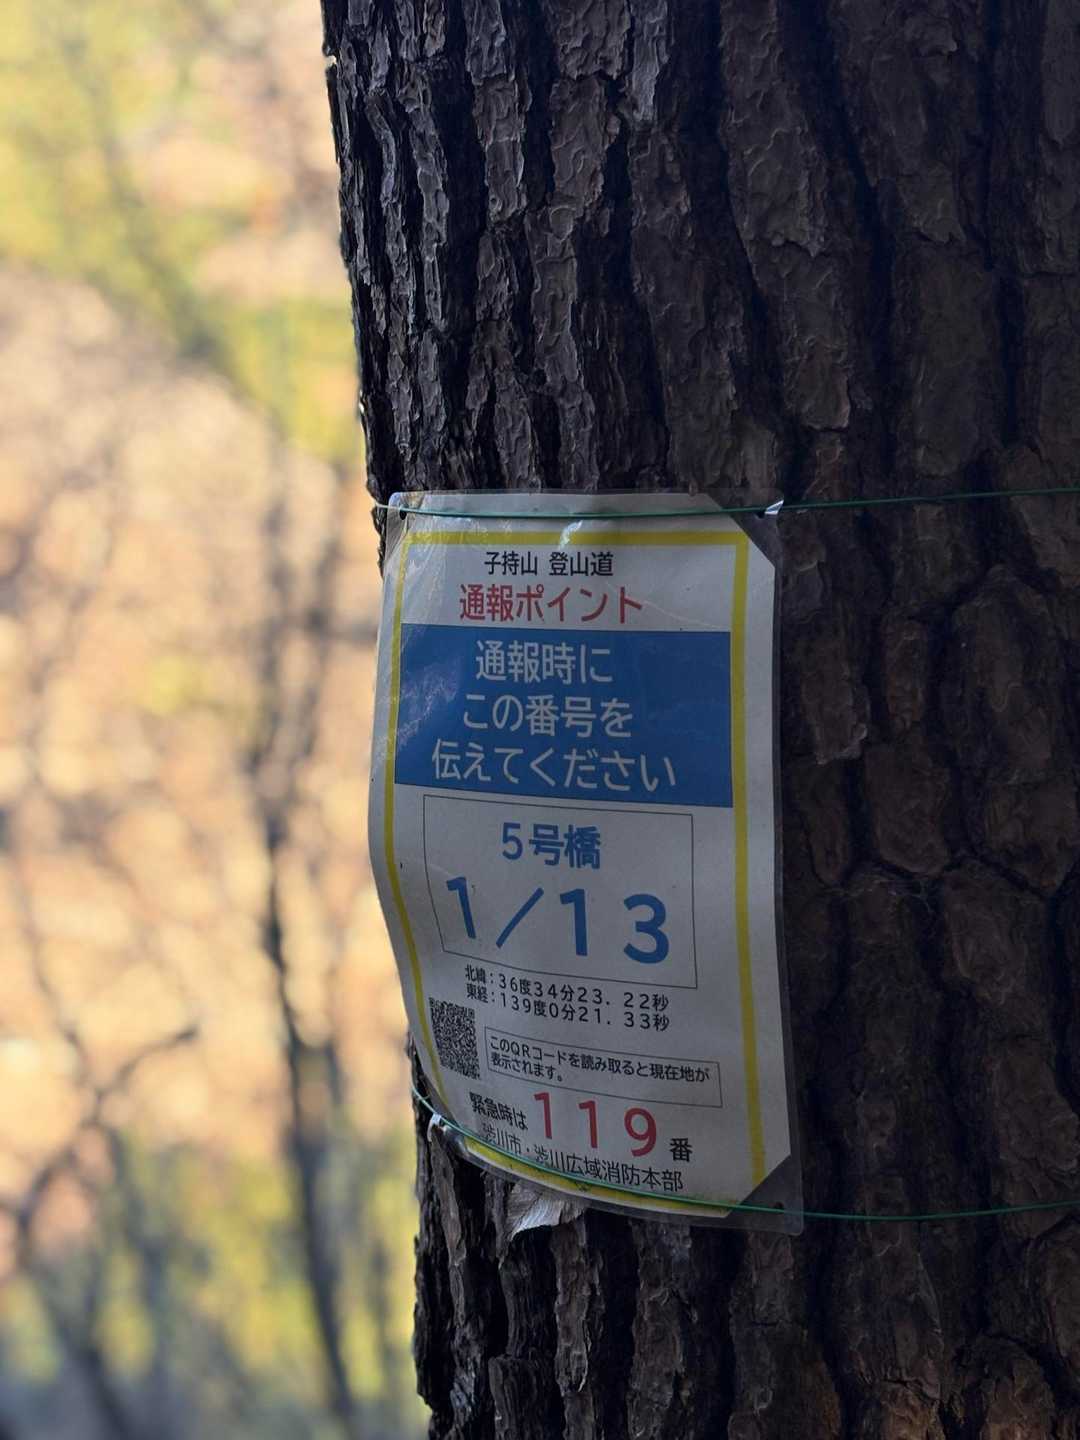 子持山 登山道
通報ポイント
通報時に
この番号を
伝えてください
5号橋
1/13
北緯：36度34分23．22秒
東経：139度0分21．33秒
このQRコードを読み取ると現在地が
表示されます。
緊急時は119番
渋川市・渋川広域消防本部